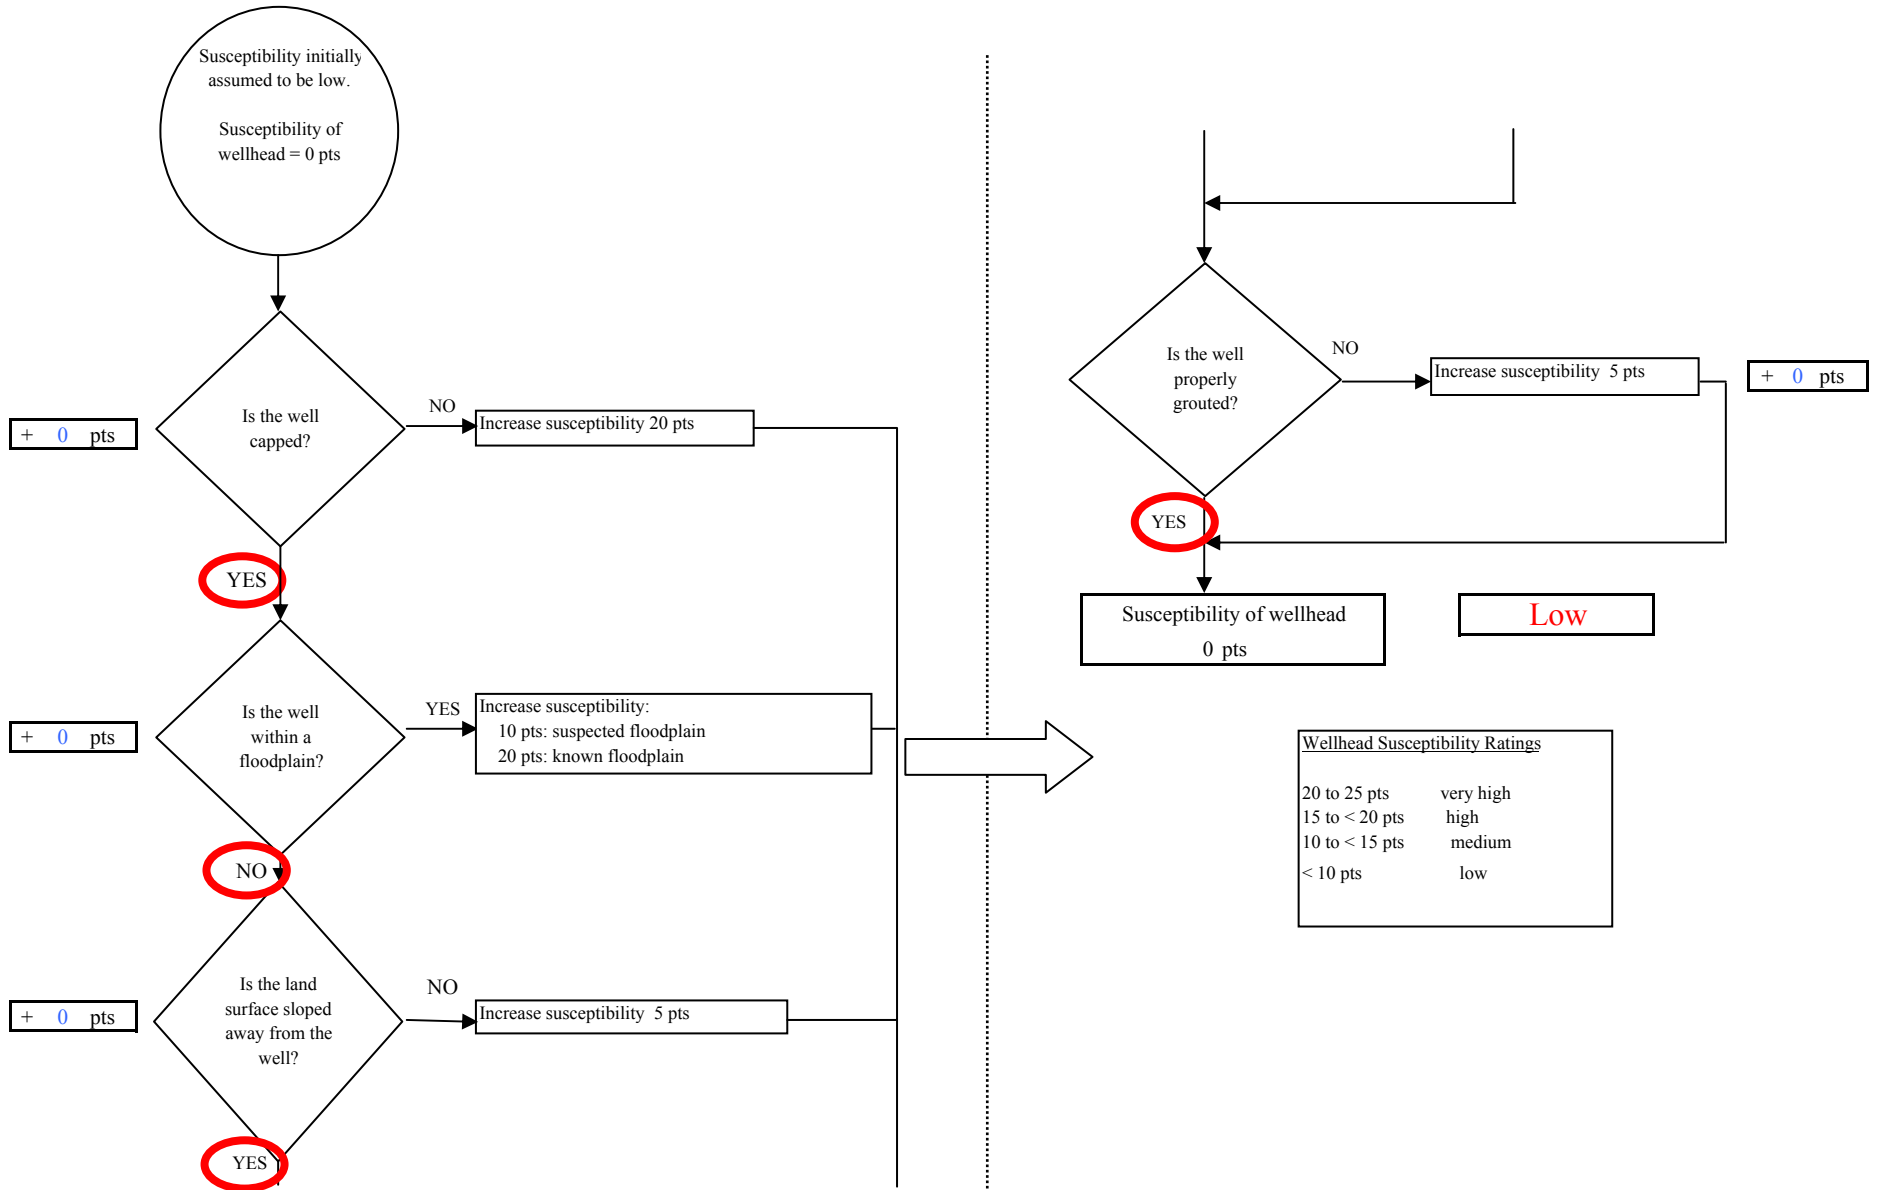 Susceptibility initially
assumed to be low.
Susceptibility of
wellhead = 0 pts
Is the well
capped?
+ 0 pts
NO
Increase susceptibility 20 pts
YES
Is the well
within a
floodplain?
+ 0 pts
YES
Increase susceptibility:
10 pts: suspected floodplain
20 pts: known floodplain
NO
Is the land
surface sloped
away from the
well?
+ 0 pts
NO
Increase susceptibility 5 pts
YES
Is the well
properly
grouted?
NO
Increase susceptibility 5 pts
+ 0 pts
YES
Susceptibility of wellhead
0 pts
Low
Wellhead Susceptibility Ratings
20 to 25 pts very high
15 to < 20 pts high
10 to < 15 pts medium
< 10 pts low